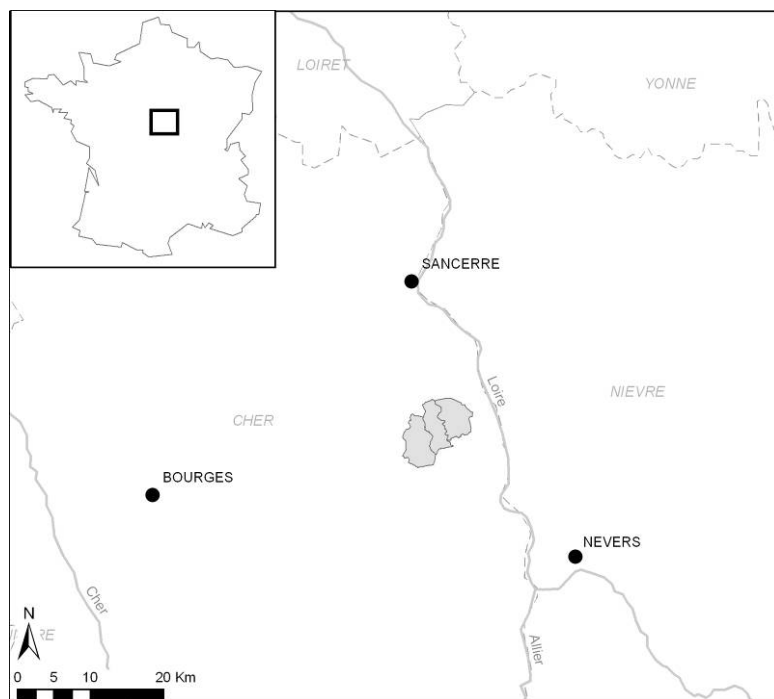 LOIRET
YONNE
SANCERRE
Loire
NIEVRE
CHER
BOURGES
NEVERS
Cher
N
Allier
0 5 10 20 Km